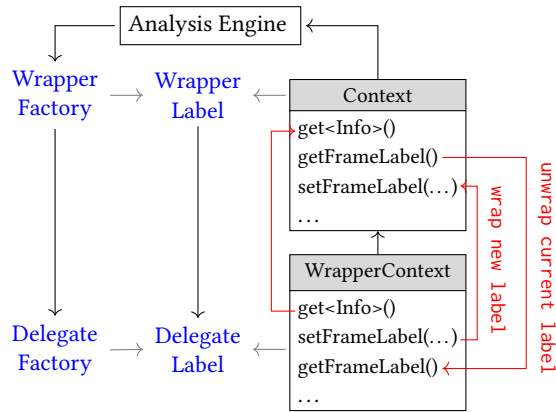 Analysis Engine
Wrapper
Factory
Wrapper
Label
Context
get<Info>()
getFrameLabel()
setFrameLabel(...)
...
WrapperContext
get<Info>()
setFrameLabel(...)
getFrameLabel()
...
Delegate
Factory
Delegate
Label
wrap new label
unwrap current label